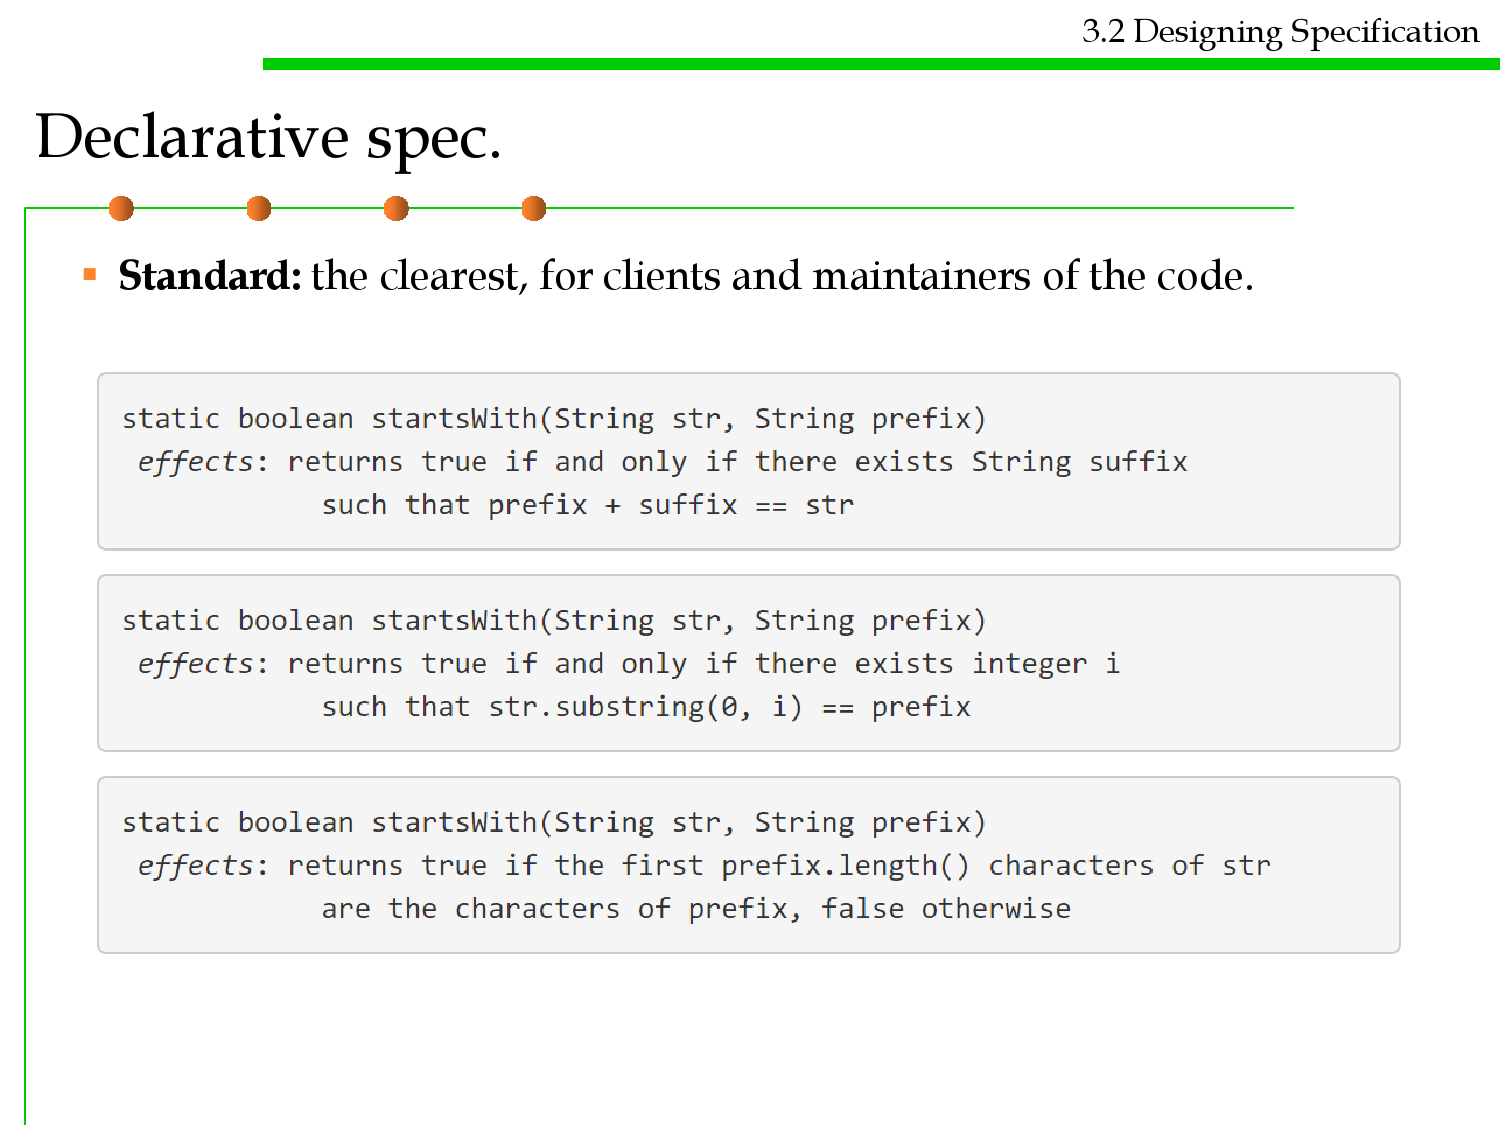 3.2 Designing Specification
Declarative spec.
▪ Standard: the clearest, for clients and maintainers of the code.
static boolean startsWith(String str, String prefix)
effects: returns true if and only if there exists String suffix
such that prefix + suffix == str
static boolean startsWith(String str, String prefix)
effects: returns true if and only if there exists integer i
such that str.substring(0, i) == prefix
static boolean startsWith(String str, String prefix)
effects: returns true if the first prefix.length() characters of str
are the characters of prefix, false otherwise